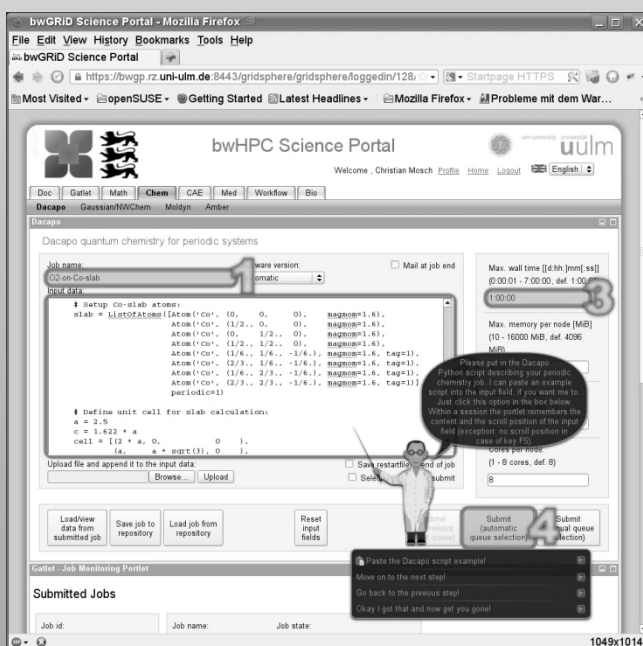 bwGRiD Science Portal - Mozilla Firefox
File Edit View History Bookmarks Tools Help
bwGRiD Science Portal
https://bwgp.rz.uni-ulm.de:8443/gridsphere/gridsphere/loggedin/128/
Startpage HTTPS
Most Visited openSUSE Getting Started Latest Headlines Mozilla Firefox Probleme mit dem War...
bwHPC Science Portal
ulm university universität
uulm
Welcome , Christian Mosch Profile Home Logout English
Doc Gatlet Math Chem CAE Med Workflow Bio
Dacapo Gaussian/NWChem Moldyn Amber
Dacapo
Dacapo quantum chemistry for periodic systems
Job name:
O2-on-Co-slab
1
version:
Mail at job end
Input data:
# Setup Co-slab atoms:
slab = ListOfAtoms([Atom('Co', (0, 0, 0), magmom=1.6),
Atom('Co', (1/2., 0, 0), magmom=1.6),
Atom('Co', (0, 1/2., 0), magmom=1.6),
Atom('Co', (1/2., 1/2., 0), magmom=1.6),
Atom('Co', (1/6., 1/6., -1/6.), magmom=1.6, tag=1),
Atom('Co', (2/3., 1/6., -1/6.), magmom=1.6, tag=1),
Atom('Co', (1/6., 2/3., -1/6.), magmom=1.6, tag=1),
Atom('Co', (2/3., 2/3., -1/6.), magmom=1.6, tag=1)]
periodic=1)
# Define unit cell for slab calculation:
a = 2.5
c = 1.622 * a
cell = [(2 * a, 0, 0 ),
(a, a * sqrt(3), 0 ),
Upload file and append it to the input data:
Browse... Upload
Save restartfile
end of job
submit
Max. wall time [[d:hh:]mm[:ss]]
(0:00:01 - 7:00:00, def. 1:00:00)
1:00:00
3
Max. memory per node [MiB]
(10 - 16000 MiB, def. 4096
MiB)
Please put in the Dacapo
Python script describing your periodic
chemistry job. I can paste an example
script into the input field, if you want me to.
Just click this option in the box below.
Within a session the portlet remembers the
content and the scroll position of the input
field (exception: no scroll position in
case of key F5).
Cores per node:
(1 - 8 cores, def. 8)
8
Load/view
data from
submitted job
Save job to
repository
Load job from
repository
Reset
input
fields
Submit
(automatic
queue selection)
4
Submit
queue
Paste the Dacapo script example!
Move on to the next step!
Go back to the previous step!
Okay I got that and now get you gone!
Gatlet - Job Monitoring Portlet
Submitted Jobs
Job id: Job name: Job state:
1049x1014